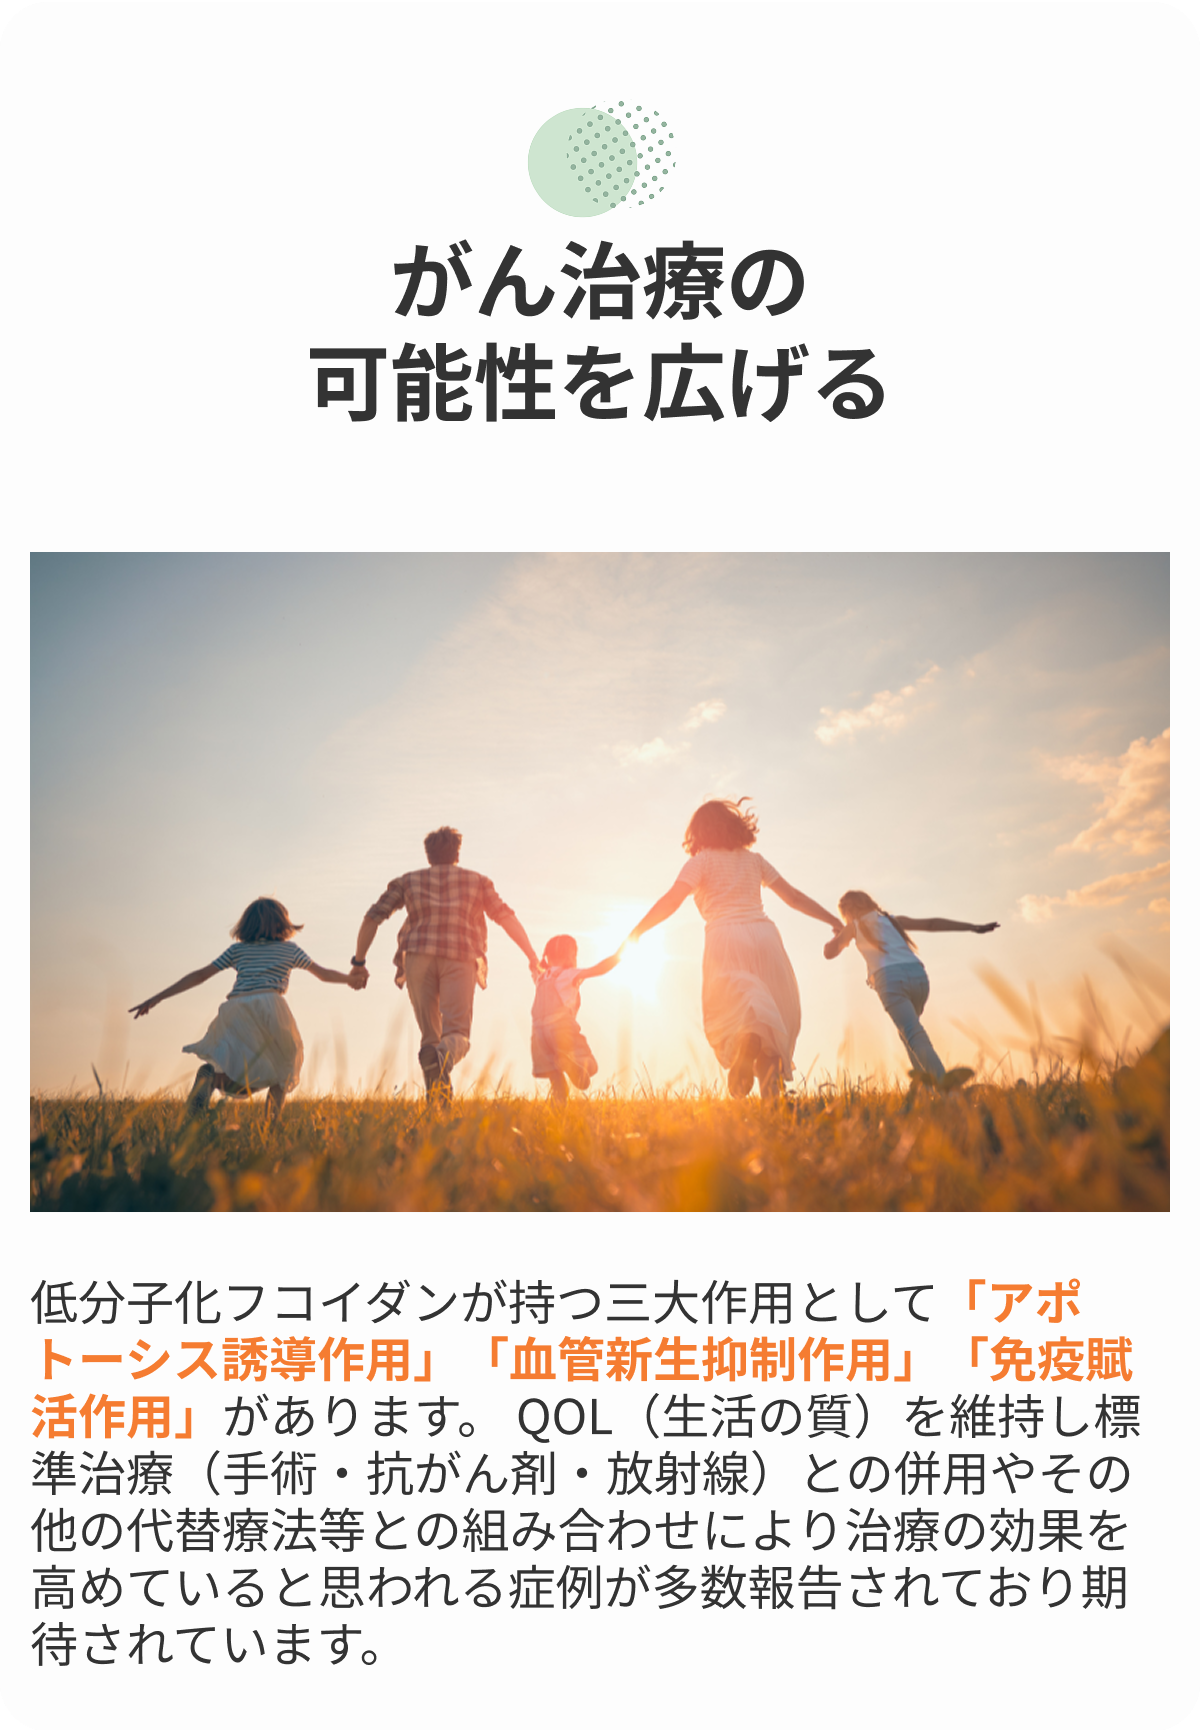 がん治療の
可能性を広げる
低分子化フコイダンが持つ三大作用として「アポ
トーシス誘導作用」「血管新生抑制作用」「免疫賦
活作用」があります。 QOL（生活の質）を維持し標
準治療（手術・抗がん剤・放射線）との併用やその
他の代替療法等との組み合わせにより治療の効果を
高めていると思われる症例が多数報告されており期
待されています。